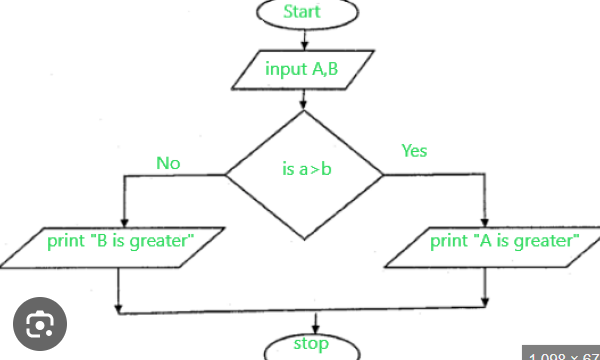 Start
input A,B
is a>b
No
Yes
print "B is greater"
print "A is greater"
stop